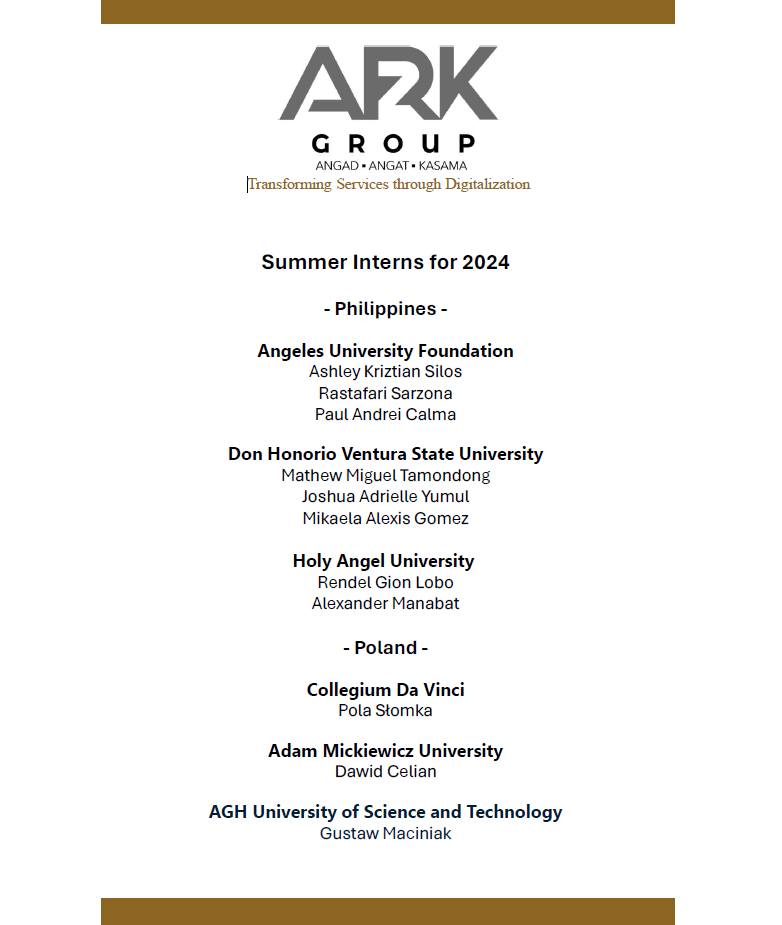 ARK
GROUP
ANGAD ▪ ANGAT ▪ KASAMA
Transforming Services through Digitalization
Summer Interns for 2024
- Philippines -
Angeles University Foundation
Ashley Kriztian Silos
Rastafari Sarzona
Paul Andrei Calma
Don Honorio Ventura State University
Mathew Miguel Tamondong
Joshua Adrielle Yumul
Mikaela Alexis Gomez
Holy Angel University
Rendel Gion Lobo
Alexander Manabat
- Poland -
Collegium Da Vinci
Pola Słomka
Adam Mickiewicz University
Dawid Celian
AGH University of Science and Technology
Gustaw Maciniak